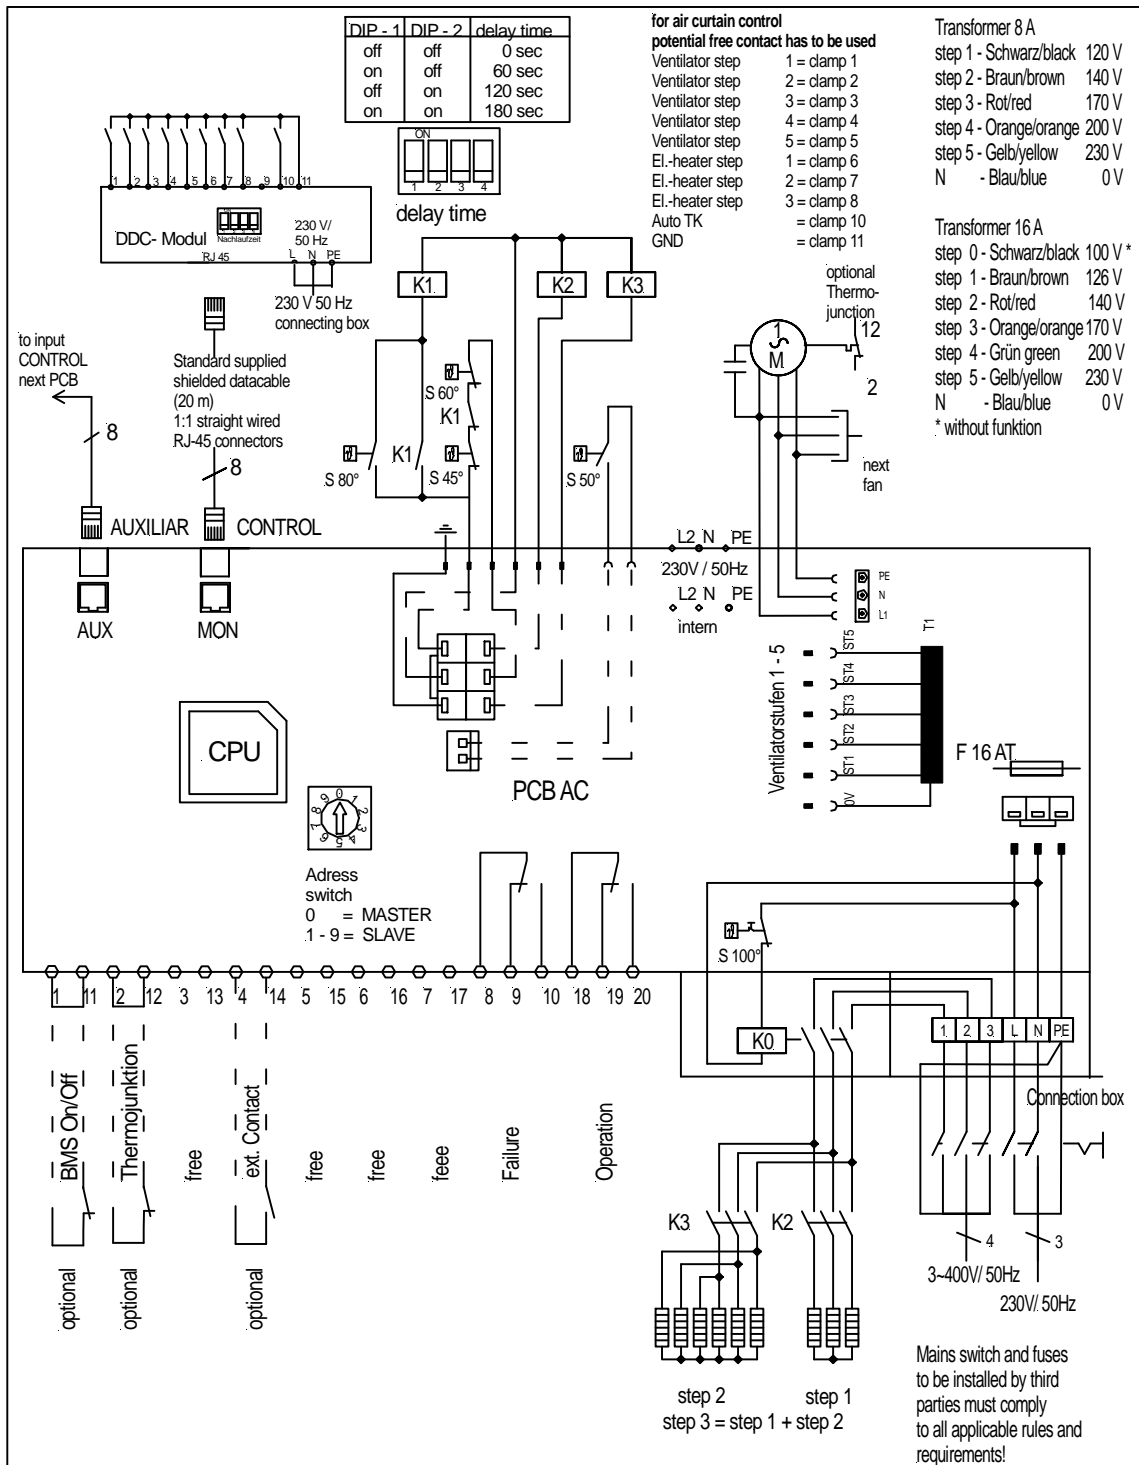 DIP - 1 DIP - 2 delay time
off off 0 sec
on off 60 sec
off on 120 sec
on on 180 sec
ON
1 2 3 4
delay time
for air curtain control
potential free contact has to be used
Ventilator step 1 = clamp 1
Ventilator step 2 = clamp 2
Ventilator step 3 = clamp 3
Ventilator step 4 = clamp 4
Ventilator step 5 = clamp 5
El.-heater step 1 = clamp 6
El.-heater step 2 = clamp 7
El.-heater step 3 = clamp 8
Auto TK = clamp 10
GND = clamp 11
Transformer 8 A
step 1 - Schwarz/black 120 V
step 2 - Braun/brown 140 V
step 3 - Rot/red 170 V
step 4 - Orange/orange 200 V
step 5 - Gelb/yellow 230 V
N - Blau/blue 0 V
Transformer 16 A
step 0 - Schwarz/black 100 V *
step 1 - Braun/brown 126 V
step 2 - Rot/red 140 V
step 3 - Orange/orange 170 V
step 4 - Grün green 200 V
step 5 - Gelb/yellow 230 V
N - Blau/blue 0 V
* without funktion
1 2 3 4 5 6 7 8 9 10 11
DDC- Modul
Nachlaufzeit
230 V/
50 Hz
RJ 45
L N PE
230 V 50 Hz
connecting box
to input
CONTROL
next PCB
8
Standard supplied
shielded datacable
(20 m)
1:1 straight wired
RJ-45 connectors
8
AUXILIAR
CONTROL
AUX
MON
K1 K2 K3
S 60°
K1
S 80°
K1
S 45°
S 50°
optional
Thermo-
junction
12
2
1
M
next
fan
L2 N PE
230V / 50Hz
L2 N PE
intern
PE
N
L1
Ventilatorstufen 1 - 5
ST5
ST4
ST3
ST2
ST1
0V
T1
F 16 AT
CPU
PCB AC
0 1 2 3 4 5 6 7 8 9
Adress
switch
0 = MASTER
1 - 9 = SLAVE
S 100°
K0
1 11 2 12 3 13 4 14 5 15 6 16 7 17 8 9 10 18 19 20
1 2 3 L N PE
Connection box
BMS On/Off
Thermojunktion
free
ext. Contact
free
free
feee
Failure
Operation
optional
optional
optional
K3
K2
4
3
3~400V/ 50Hz
230V/ 50Hz
step 2 step 1
step 3 = step 1 + step 2
Mains switch and fuses
to be installed by third
parties must comply
to all applicable rules and
requirements!